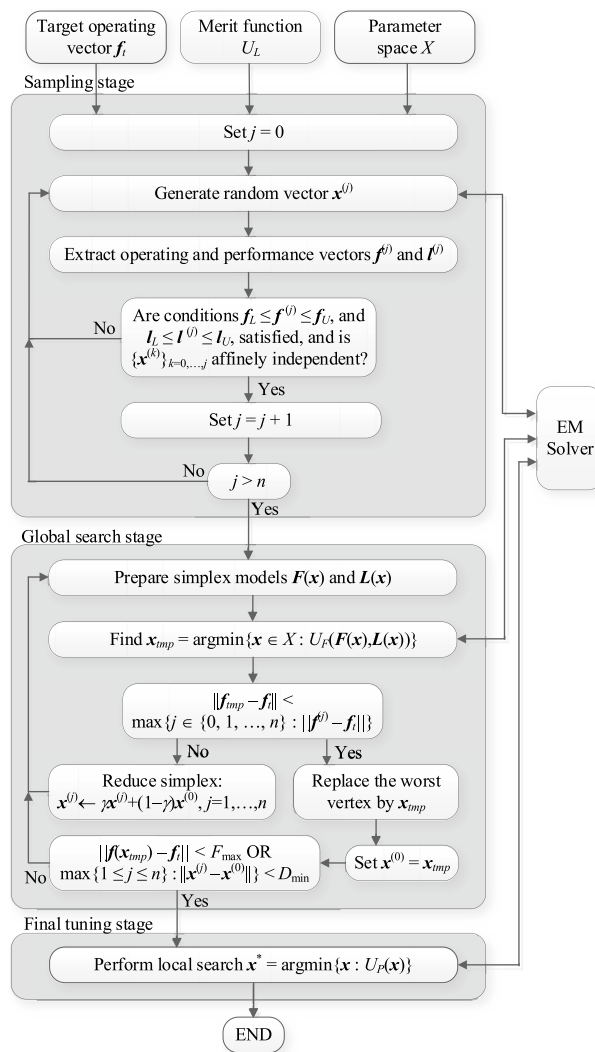 Target operating
vector f_t
Merit function
U_L
Parameter
space X
Sampling stage
Set j = 0
Generate random vector x^(j)
Extract operating and performance vectors f^(j) and l^(j)
Are conditions f_L ≤ f^(j) ≤ f_U, and
l_L ≤ l^(j) ≤ l_U, satisfied, and is
{x^(k)}_k=0,…,j affinely independent?
No
Yes
Set j = j + 1
EM
Solver
No
j > n
Yes
Global search stage
Prepare simplex models F(x) and L(x)
Find x_tmp = argmin{x ∈ X : U_F(F(x),L(x))}
||f_tmp – f_t|| <
max{j ∈ {0, 1, …, n} : ||f^(j) – f_t||}
No
Yes
Reduce simplex:
x^(j) ← γx^(j)+(1–γ)x^(0), j=1,…,n
Replace the worst
vertex by x_tmp
||f(x_tmp) – f_t|| < F_max OR
max{1 ≤ j ≤ n} : ||x^(j) – x^(0)||} < D_min
Set x^(0) = x_tmp
No
Yes
Final tuning stage
Perform local search x^* = argmin{x : U_P(x)}
END